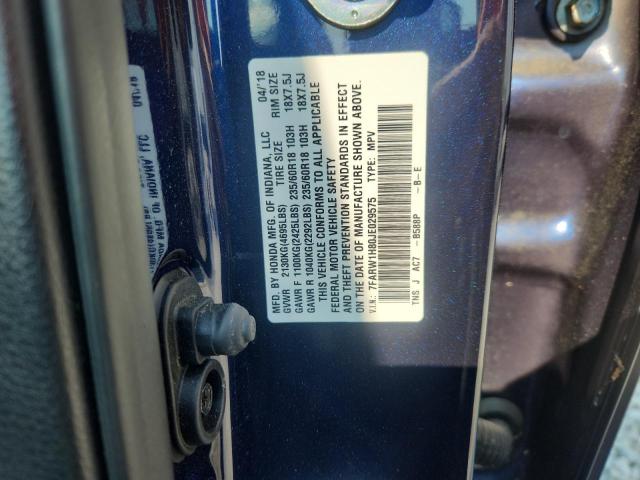 MFD. BY HONDA MFG. OF INDIANA, LLC 04/'18
TIRE SIZE RIM SIZE
GVWR 2130KG(4695LBS)
GAWR F 1100KG(2425LBS) 235/60R18 103H 18X7.5J
GAWR R 1040KG(2292LBS) 235/60R18 103H 18X7.5J
THIS VEHICLE CONFORMS TO ALL APPLICABLE
FEDERAL MOTOR VEHICLE SAFETY
AND THEFT PREVENTION STANDARDS IN EFFECT
ON THE DATE OF MANUFACTURE SHOWN ABOVE.
V.I.N.: 7FARW1H80JE029575 TYPE: MPV
TNS J AC7 -B588P -B-E